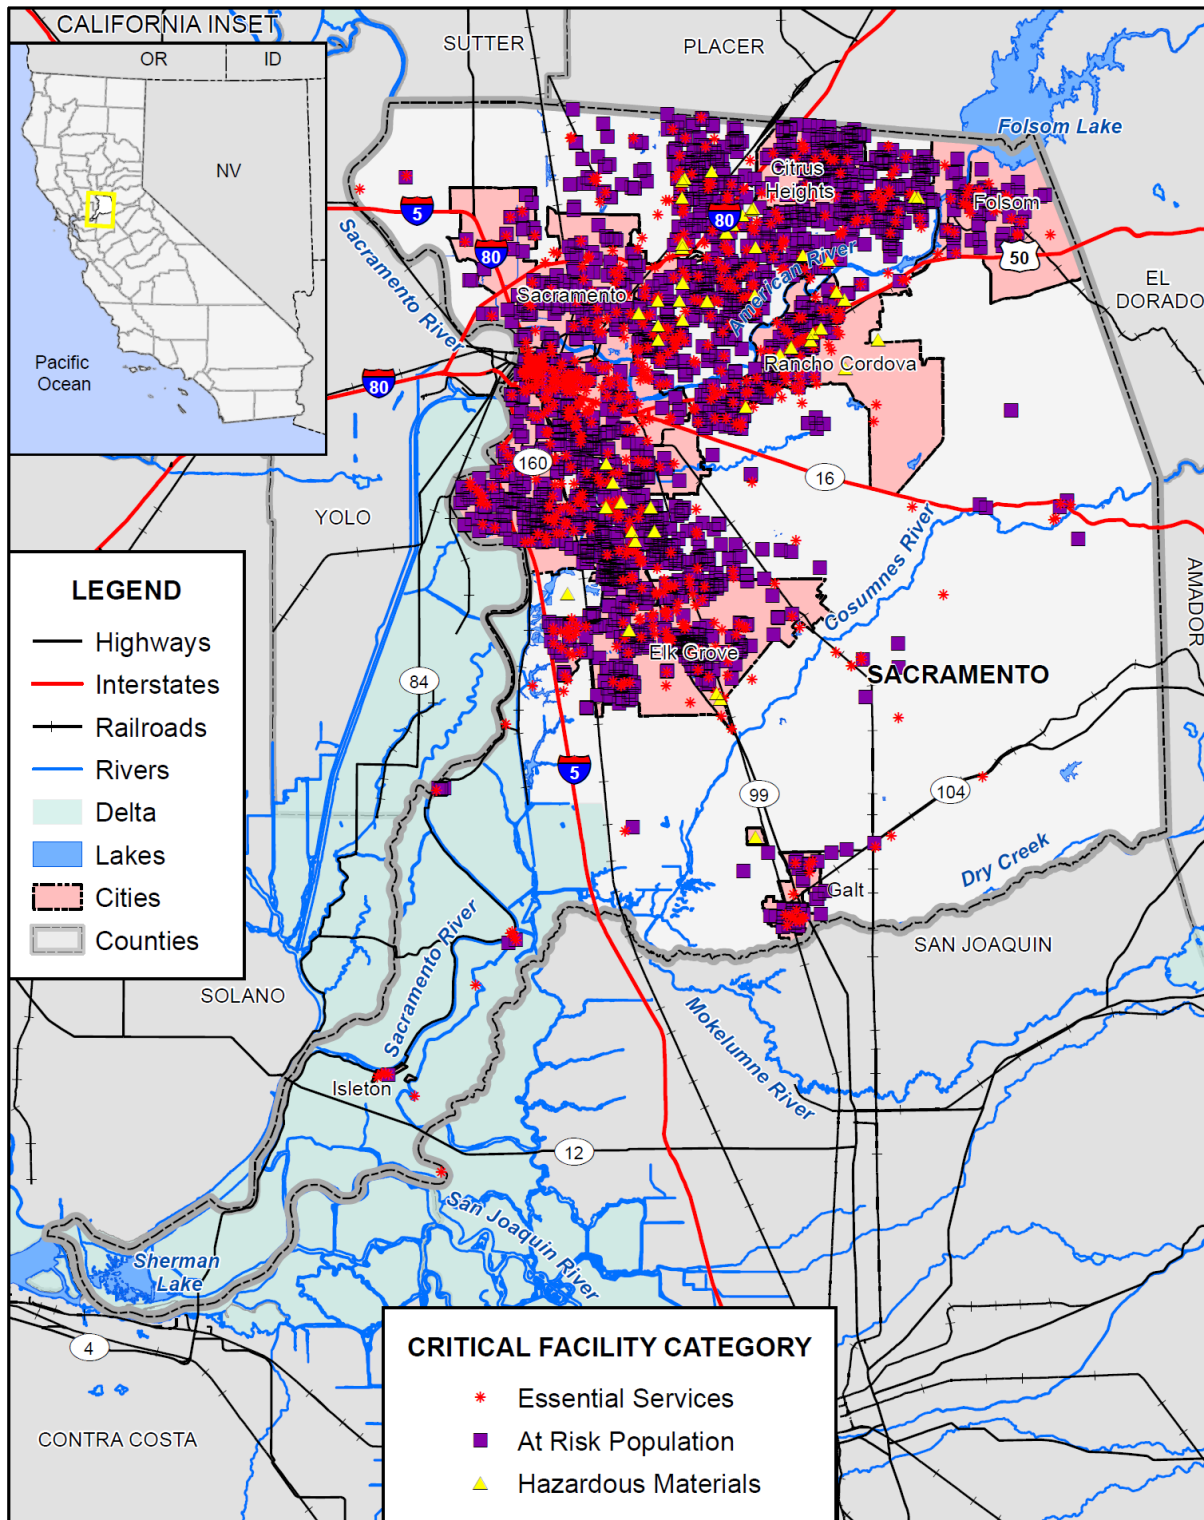 CALIFORNIA INSET
OR
ID
NV
Pacific
Ocean
SUTTER
PLACER
Folsom Lake
Citrus
Heights
Folsom
5
80
80
50
Sacramento River
Sacramento
American River
EL
DORADO
Rancho Cordova
80
160
16
YOLO
Cosumnes River
AMADOR
LEGEND
Highways
Interstates
Railroads
Rivers
Delta
Lakes
Cities
Counties
Elk Grove
SACRAMENTO
84
5
99
104
Dry Creek
Galt
SAN JOAQUIN
SOLANO
Sacramento River
Mokelumne River
Isleton
12
San Joaquin River
Sherman
Lake
4
CONTRA COSTA
CRITICAL FACILITY CATEGORY
Essential Services
At Risk Population
Hazardous Materials